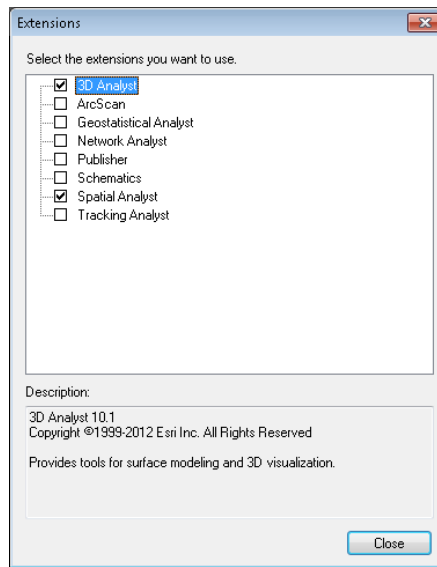 Extensions
Select the extensions you want to use.
3D Analyst
ArcScan
Geostatistical Analyst
Network Analyst
Publisher
Schematics
Spatial Analyst
Tracking Analyst
Description:
3D Analyst 10.1
Copyright ©1999-2012 Esri Inc. All Rights Reserved
Provides tools for surface modeling and 3D visualization.
Close